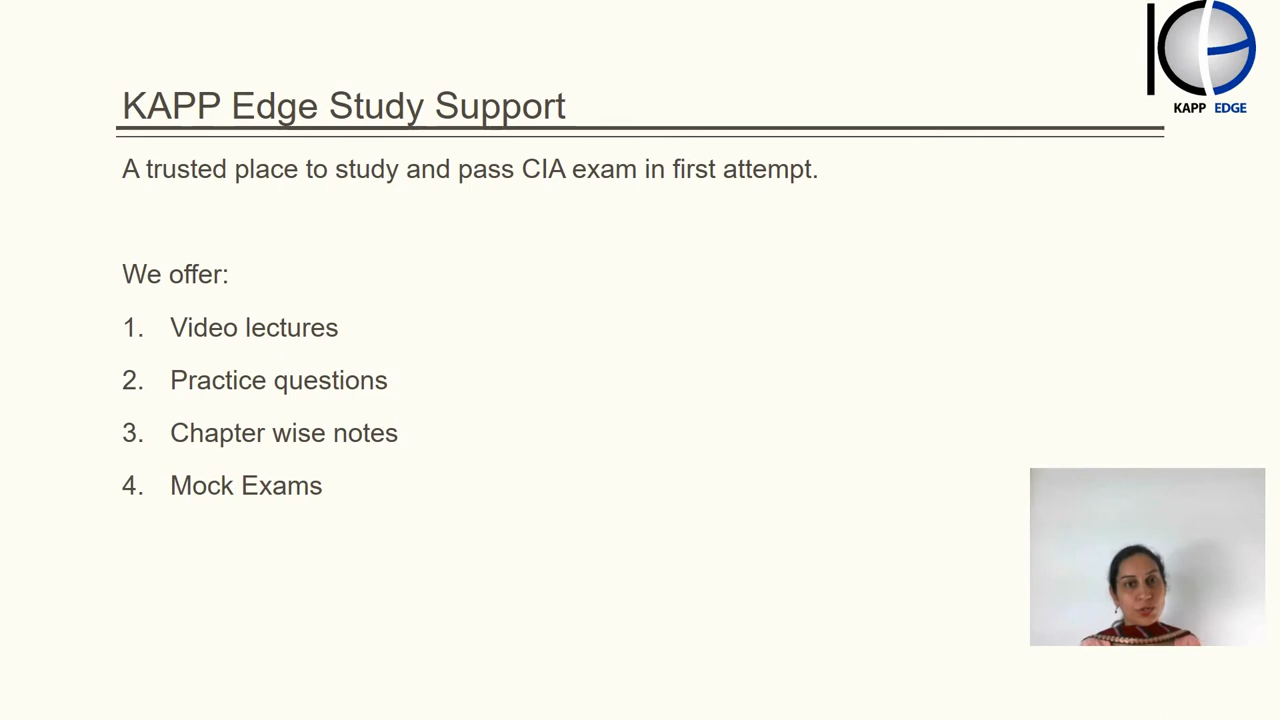 KAPP EDGE
KAPP Edge Study Support
A trusted place to study and pass CIA exam in first attempt.
We offer:
1. Video lectures
2. Practice questions
3. Chapter wise notes
4. Mock Exams